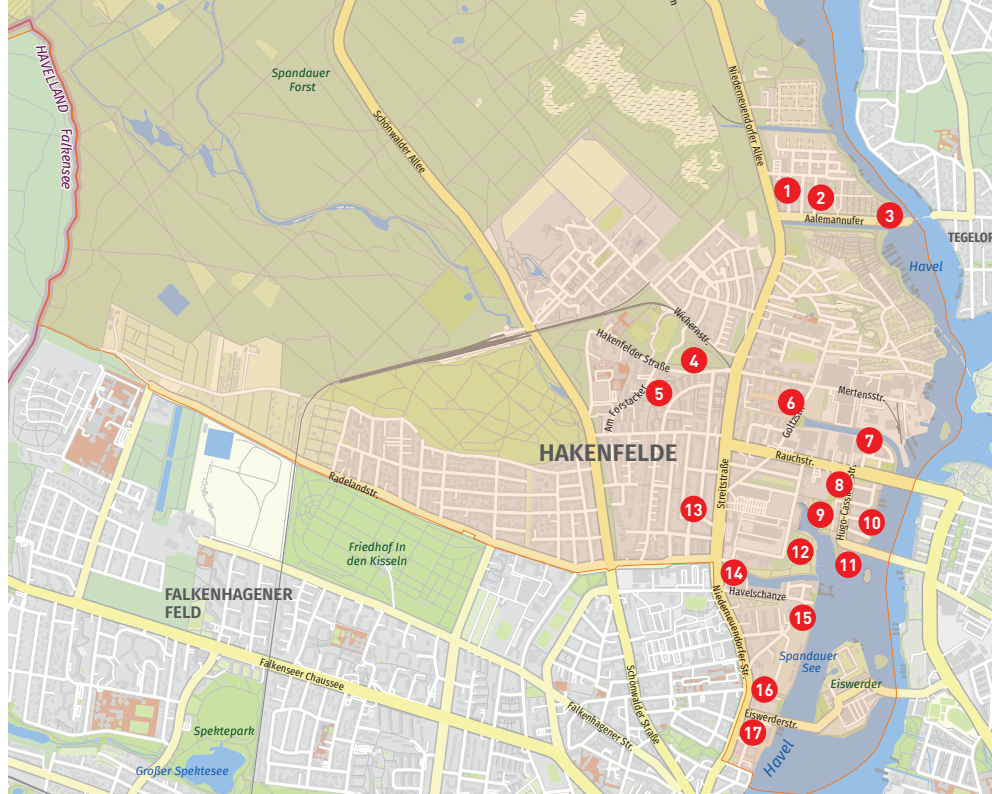 Spandauer
Forst
HAVELLAND Falkensee
Schönwalder Allee
Niederneuendorfer Allee
1
2
3
Aalemannufer
TEGELOR
Havel
Wichernstr.
Hakenfelder Straße
4
5
Am Forstacker
6
Goltzstr.
Mertensstr.
7
HAKENFELDE
Rauchstr.
8
Streitstraße
9
10
Hugo-Cass
str.
Radelandstr.
13
12
11
Friedhof In
den Kisseln
14
Havelschanze
FALKENHAGENER
FELD
15
Niederneuendorfer Str.
Spandauer
See
Falkenseer Chaussee
Schönwalder Straße
16
Eiswerder
Falkenhagener Str.
Eiswerderstr.
17
Spektepark
Havel
Großer Spektesee